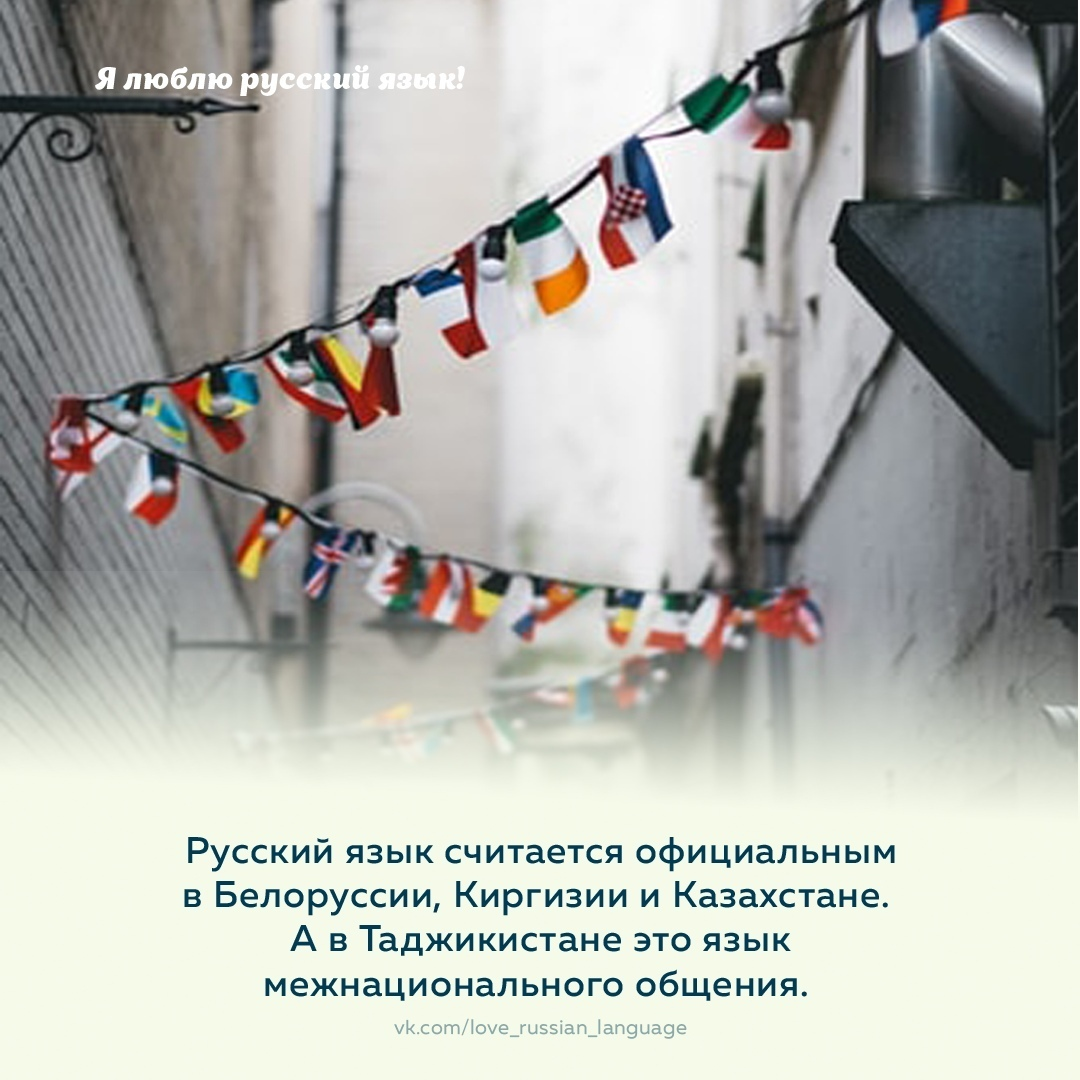 Я люблю русский язык!
Русский язык считается официальным
в Белоруссии, Киргизии и Казахстане.
А в Таджикистане это язык
межнационального общения.
vk.com/love_russian_language